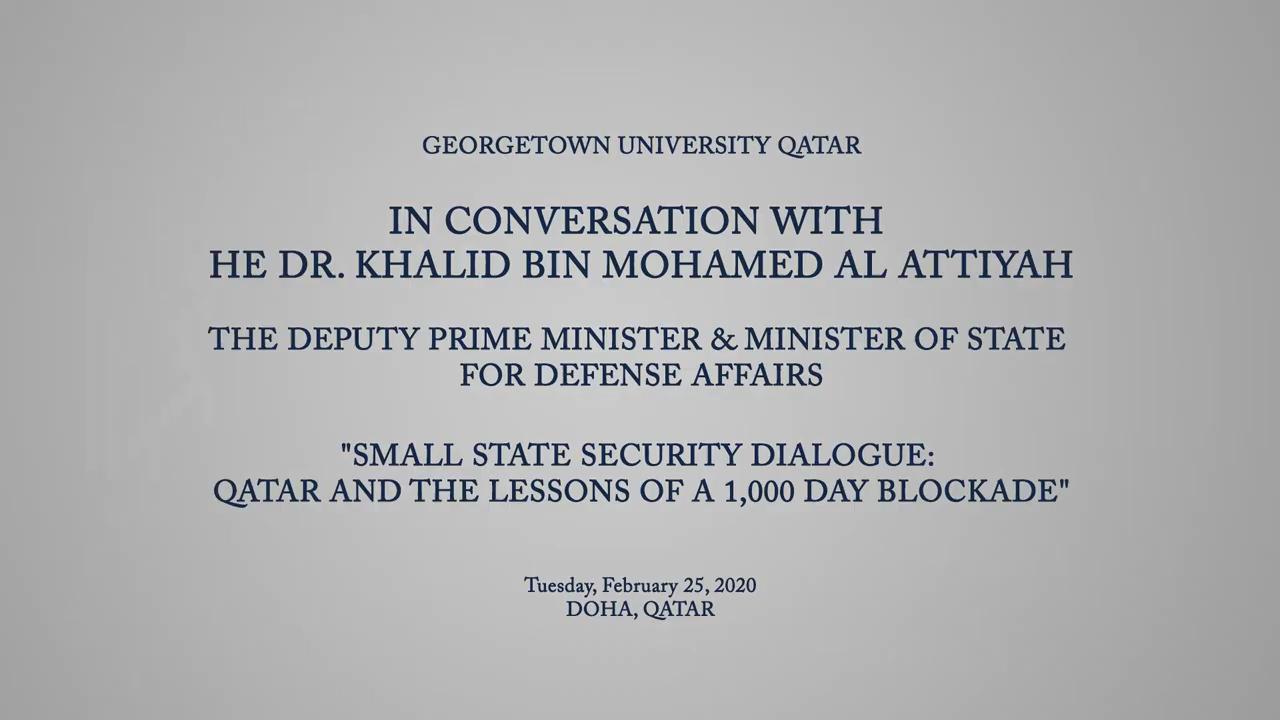 GEORGETOWN UNIVERSITY QATAR
IN CONVERSATION WITH
HE DR. KHALID BIN MOHAMED AL ATTIYAH
THE DEPUTY PRIME MINISTER & MINISTER OF STATE
FOR DEFENSE AFFAIRS
"SMALL STATE SECURITY DIALOGUE:
QATAR AND THE LESSONS OF A 1,000 DAY BLOCKADE"
Tuesday, February 25, 2020
DOHA, QATAR